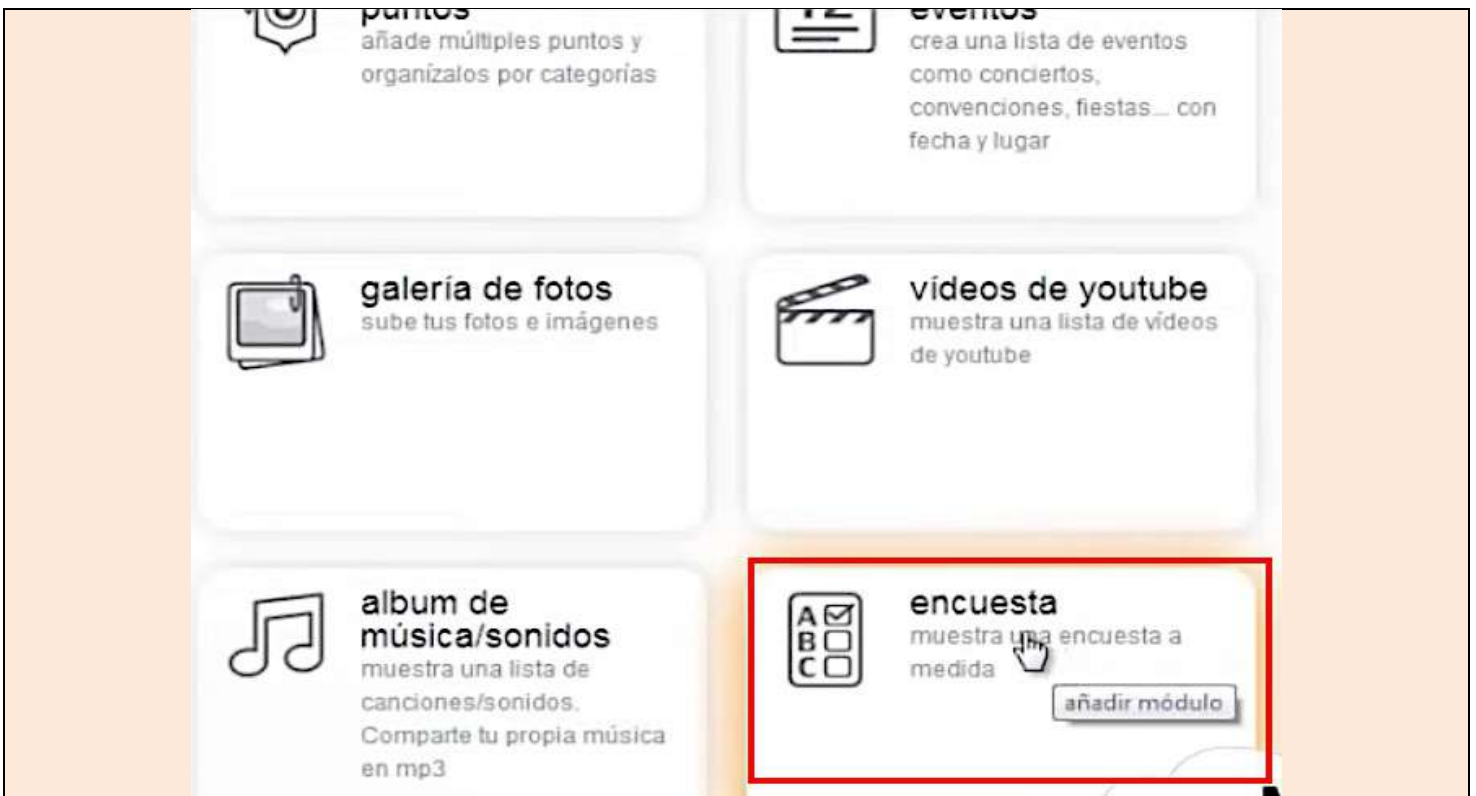 puntos
añade múltiples puntos y
organízalos por categorías
12
eventos
crea una lista de eventos
como conciertos,
convenciones, fiestas... con
fecha y lugar
galería de fotos
sube tus fotos e imágenes
vídeos de youtube
muestra una lista de vídeos
de youtube
album de
música/sonidos
muestra una lista de
canciones/sonidos.
Comparte tu propia música
en mp3
A
B
C
encuesta
muestra una encuesta a
medida
añadir módulo